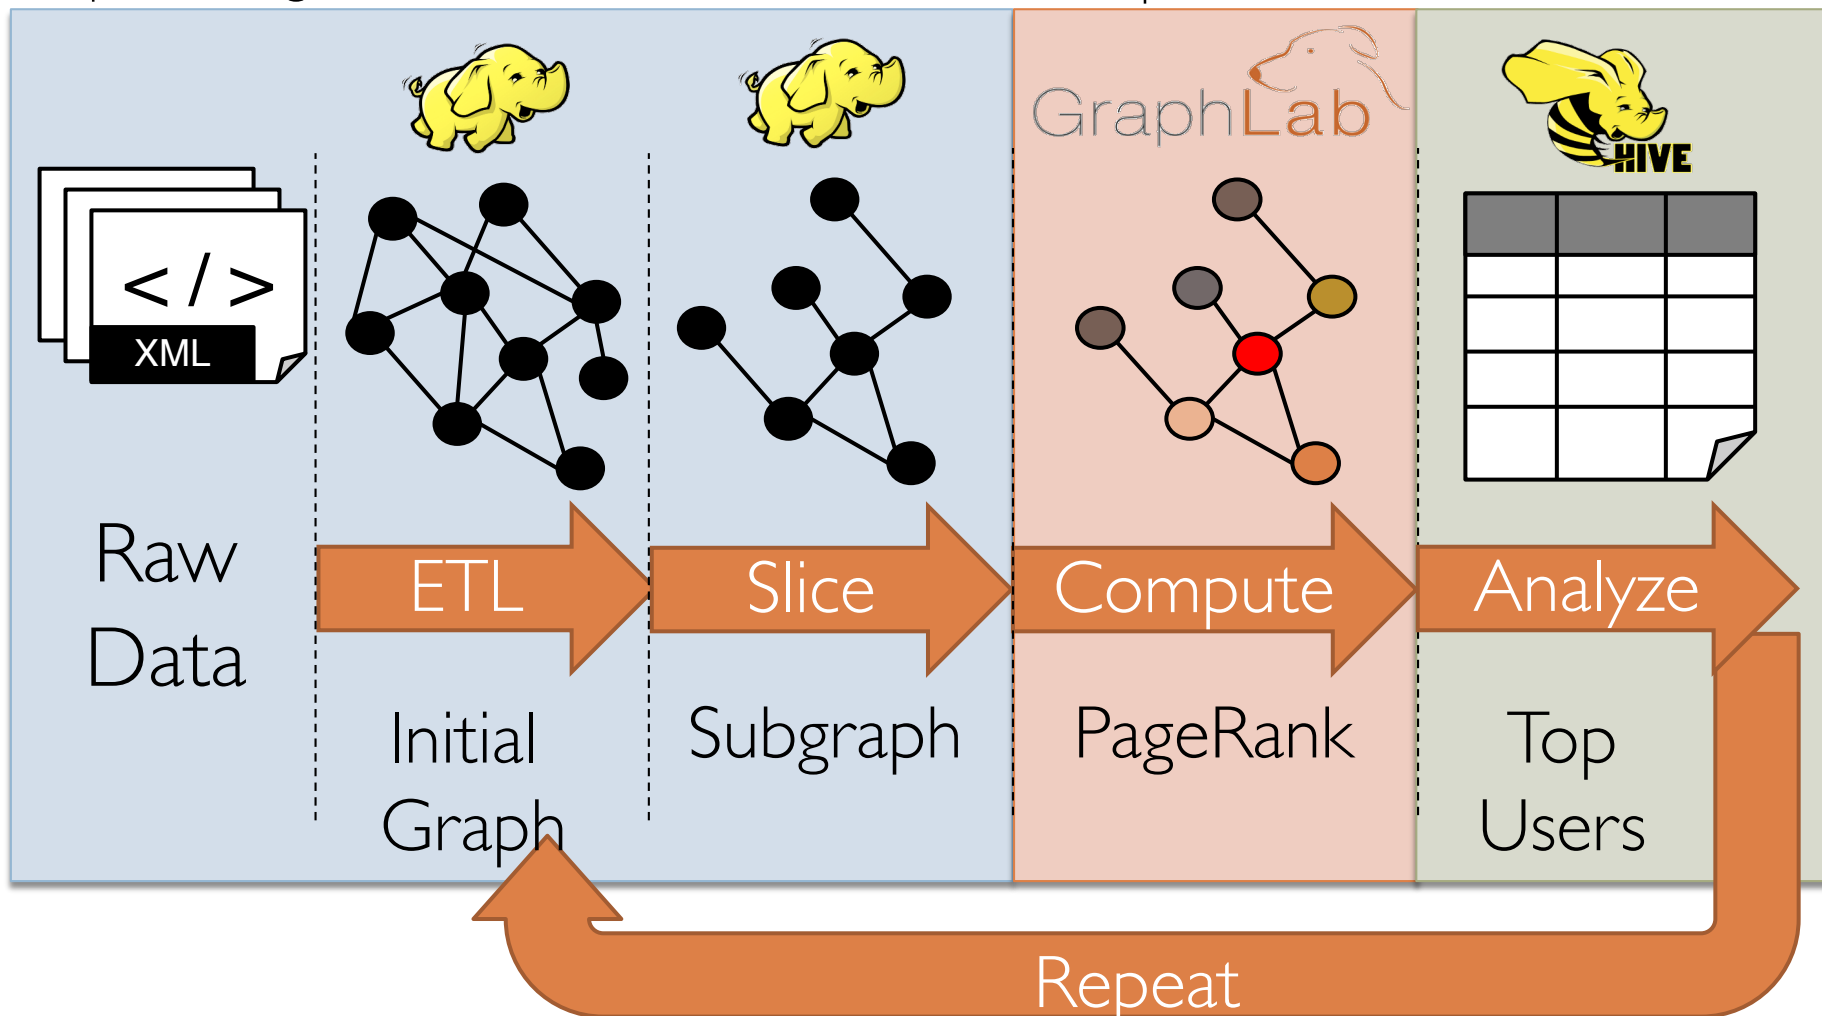 GraphLab
HIVE
</>
XML
Raw
Data
ETL
Slice
Compute
Analyze
Initial
Graph
Subgraph
PageRank
Top
Users
Repeat